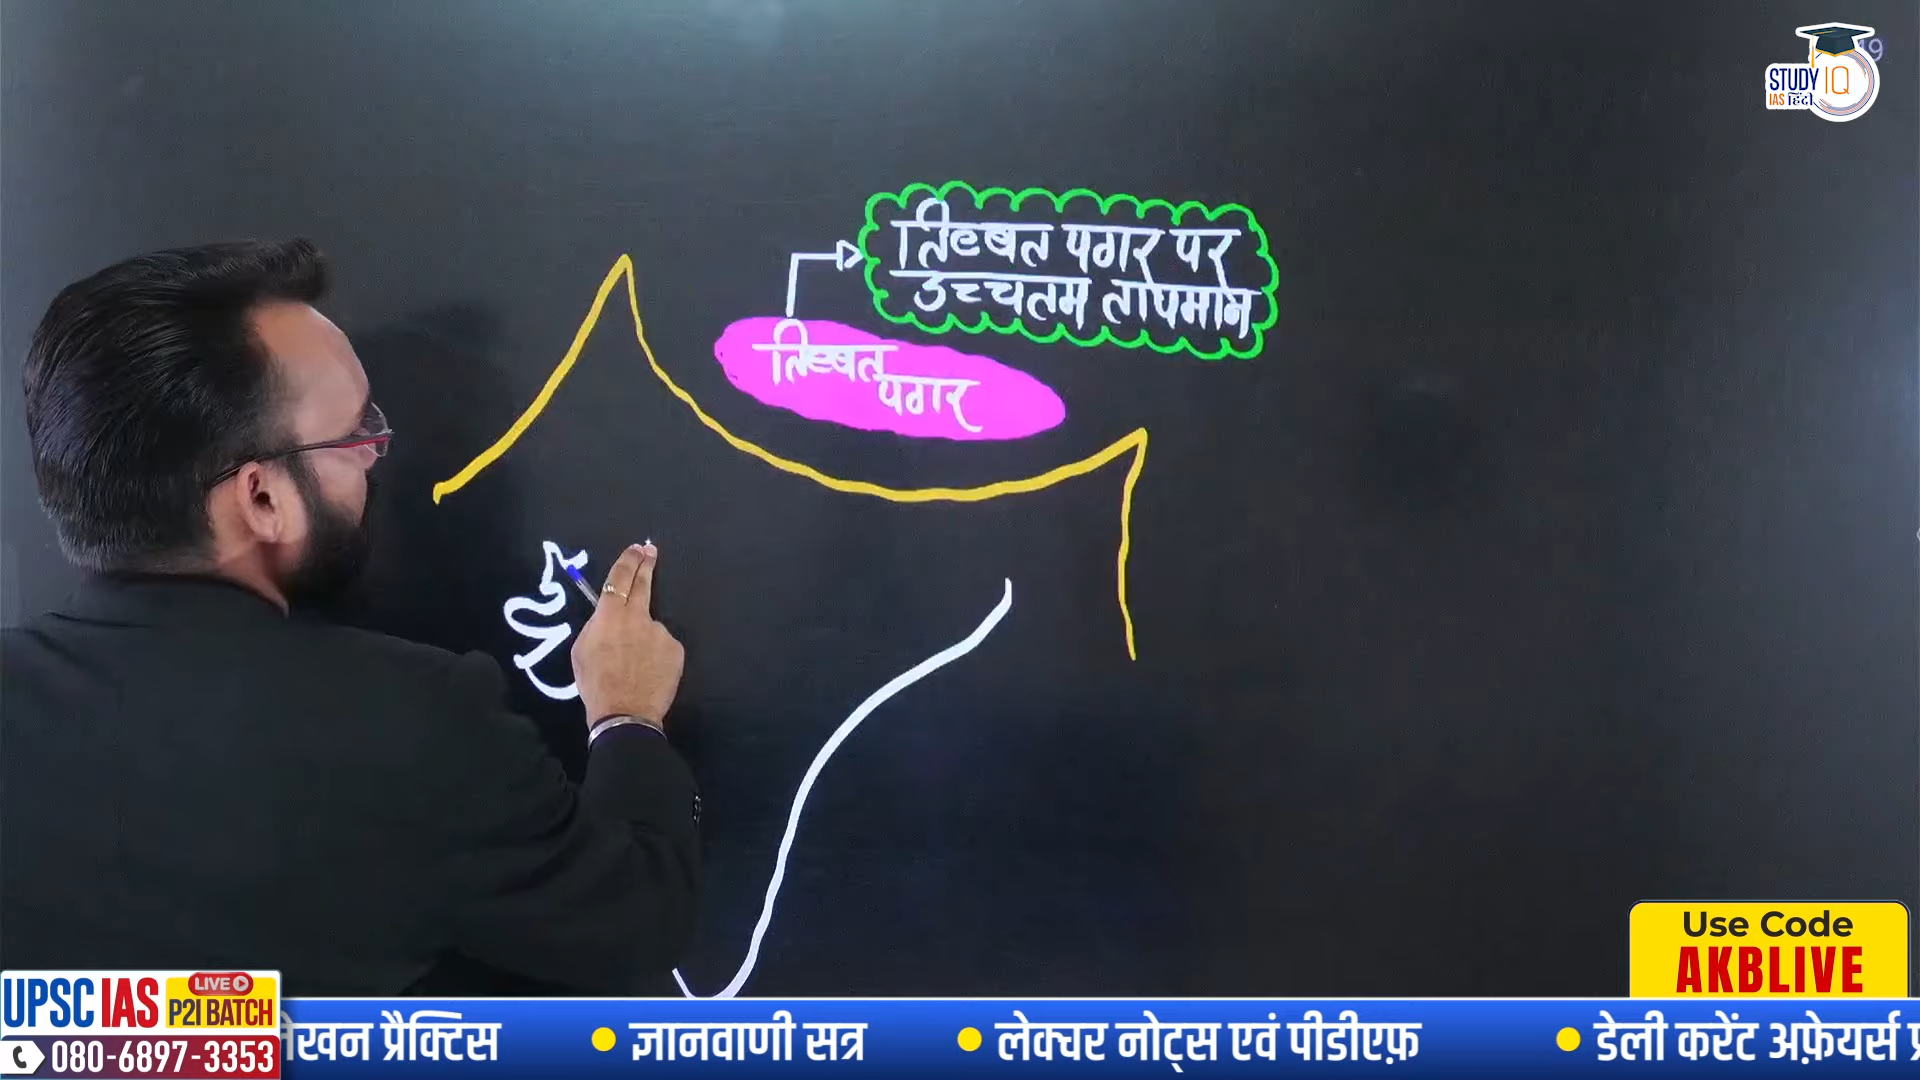 STUDY IQ
IAS हिंदी
19
तिब्बत पठार पर
उच्चतम तापमान
तिब्बत
पठार
Use Code
AKBLIVE
UPSC IAS
LIVE
P2I BATCH
080-6897-3353
प्रैक्टिस
ज्ञानवाणी सत्र
लेक्चर नोट्स एवं पीडीएफ़
डेली करेंट अफ़ेयर्स